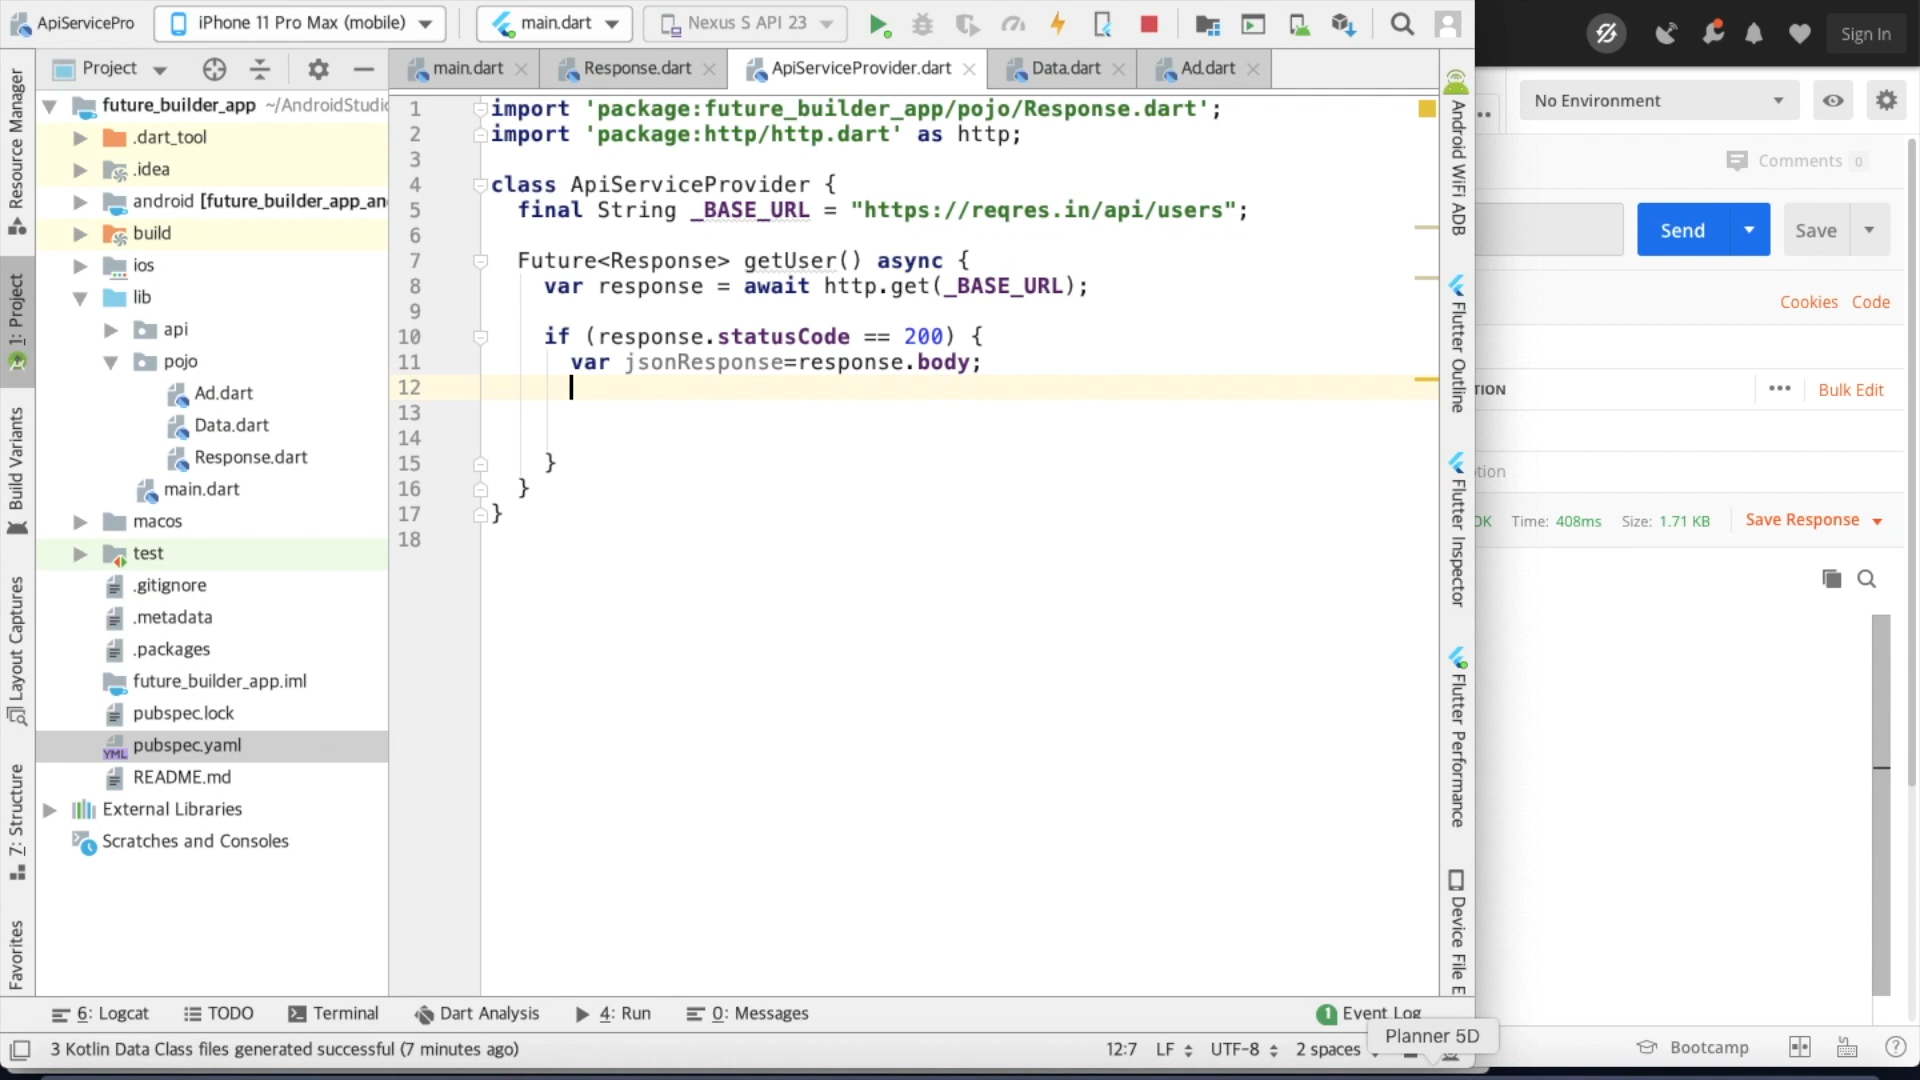 ApiServicePro
iPhone 11 Pro Max (mobile)
main.dart
Nexus S API 23
Sign In
Project
main.dart
Response.dart
ApiServiceProvider.dart
Data.dart
Ad.dart
No Environment
future_builder_app ~/AndroidStudio
.dart_tool
.idea
android [future_builder_app_an
build
ios
lib
api
pojo
Ad.dart
Data.dart
Response.dart
main.dart
macos
test
.gitignore
.metadata
.packages
future_builder_app.iml
pubspec.lock
YML pubspec.yaml
README.md
External Libraries
Scratches and Consoles
Resource Manager
1: Project
Build Variants
Layout Captures
7: Structure
Favorites
1 import 'package:future_builder_app/pojo/Response.dart';
2 import 'package:http/http.dart' as http;
3
4 class ApiServiceProvider {
5 final String _BASE_URL = "https://reqres.in/api/users";
6
7 Future<Response> getUser() async {
8 var response = await http.get(_BASE_URL);
9
10 if (response.statusCode == 200) {
11 var jsonResponse=response.body;
12
13
14
15 }
16 }
17 }
18
Android WiFi ADB
Flutter Outline
Flutter Inspector
Flutter Performance
Device File E
Comments 0
Send
Save
Cookies Code
TION
Bulk Edit
tion
OK Time: 408ms Size: 1.71 KB Save Response
6: Logcat
TODO
Terminal
Dart Analysis
4: Run
0: Messages
1 Event Log
Planner 5D
3 Kotlin Data Class files generated successful (7 minutes ago)
12:7 LF UTF-8 2 spaces
Bootcamp